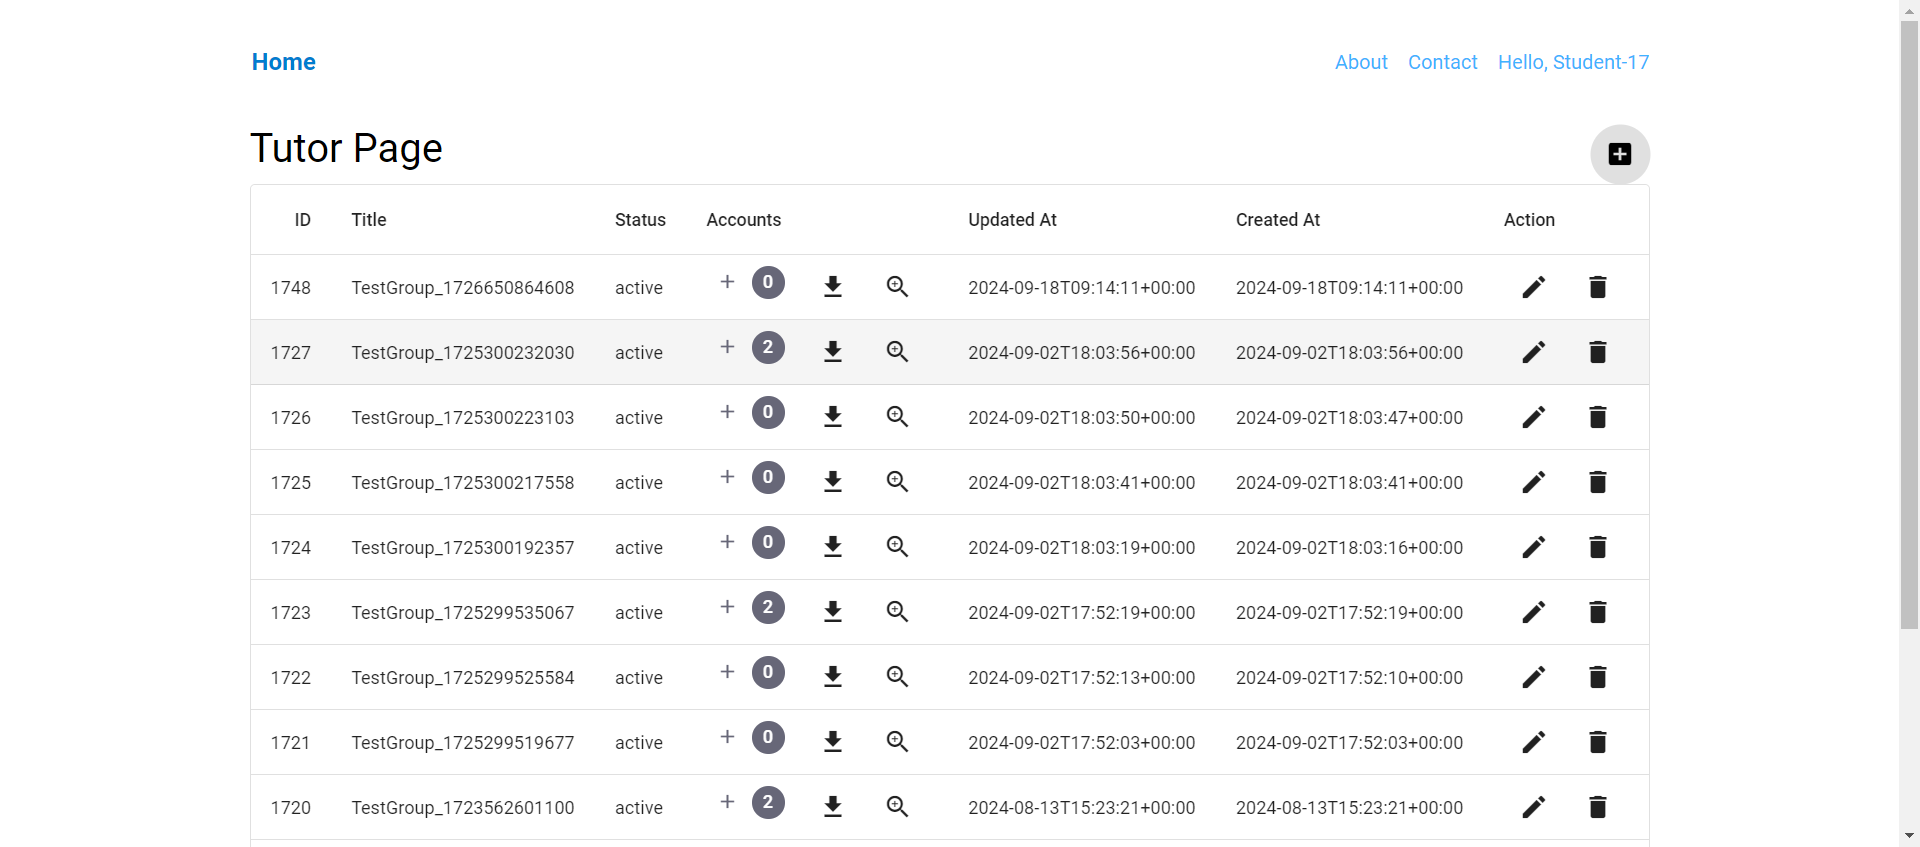 Home About Contact Hello, Student-17
Tutor Page
ID Title Status Accounts Updated At Created At Action
1748 TestGroup_1726650864608 active + 0 2024-09-18T09:14:11+00:00 2024-09-18T09:14:11+00:00
1727 TestGroup_1725300232030 active + 2 2024-09-02T18:03:56+00:00 2024-09-02T18:03:56+00:00
1726 TestGroup_1725300223103 active + 0 2024-09-02T18:03:50+00:00 2024-09-02T18:03:47+00:00
1725 TestGroup_1725300217558 active + 0 2024-09-02T18:03:41+00:00 2024-09-02T18:03:41+00:00
1724 TestGroup_1725300192357 active + 0 2024-09-02T18:03:19+00:00 2024-09-02T18:03:16+00:00
1723 TestGroup_1725299535067 active + 2 2024-09-02T17:52:19+00:00 2024-09-02T17:52:19+00:00
1722 TestGroup_1725299525584 active + 0 2024-09-02T17:52:13+00:00 2024-09-02T17:52:10+00:00
1721 TestGroup_1725299519677 active + 0 2024-09-02T17:52:03+00:00 2024-09-02T17:52:03+00:00
1720 TestGroup_1723562601100 active + 2 2024-08-13T15:23:21+00:00 2024-08-13T15:23:21+00:00